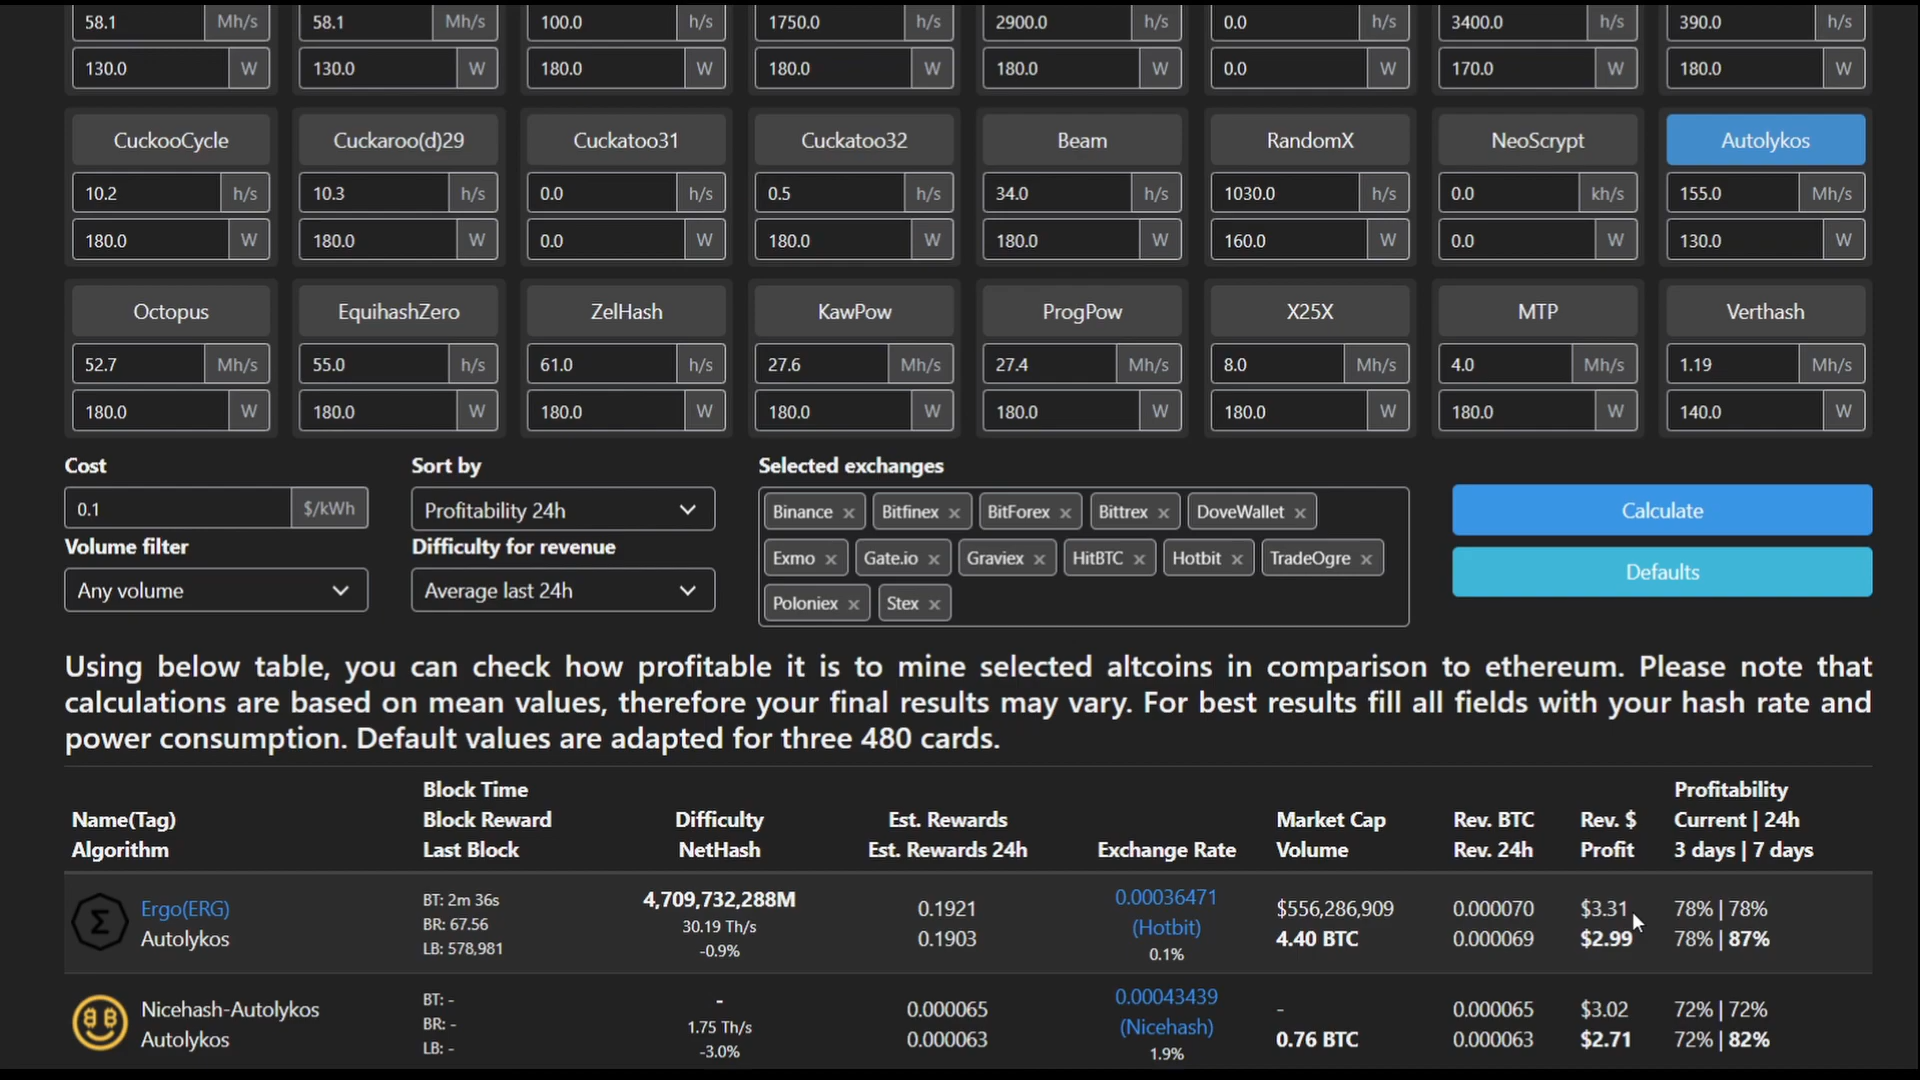 58.1 Mh/s 58.1 Mh/s 100.0 h/s 1750.0 h/s 2900.0 h/s 0.0 h/s 3400.0 h/s 390.0 h/s
130.0 W 130.0 W 180.0 W 180.0 W 180.0 W 0.0 W 170.0 W 180.0 W
CuckooCycle Cuckaroo(d)29 Cuckatoo31 Cuckatoo32 Beam RandomX NeoScrypt Autolykos
10.2 h/s 10.3 h/s 0.0 h/s 0.5 h/s 34.0 h/s 1030.0 h/s 0.0 kh/s 155.0 Mh/s
180.0 W 180.0 W 0.0 W 180.0 W 180.0 W 160.0 W 0.0 W 130.0 W
Octopus EquihashZero ZelHash KawPow ProgPow X25X MTP Verthash
52.7 Mh/s 55.0 h/s 61.0 h/s 27.6 Mh/s 27.4 Mh/s 8.0 Mh/s 4.0 Mh/s 1.19 Mh/s
180.0 W 180.0 W 180.0 W 180.0 W 180.0 W 180.0 W 180.0 W 140.0 W
Cost Sort by Selected exchanges
0.1 $/kWh Profitability 24h Binance × Bitfinex × BitForex × Bittrex × DoveWallet × Calculate
Volume filter Difficulty for revenue Exmo × Gate.io × Graviex × HitBTC × Hotbit × TradeOgre × Defaults
Any volume Average last 24h Poloniex × Stex ×
Using below table, you can check how profitable it is to mine selected altcoins in comparison to ethereum. Please note that
calculations are based on mean values, therefore your final results may vary. For best results fill all fields with your hash rate and
power consumption. Default values are adapted for three 480 cards.
Block Time Profitability
Name(Tag) Block Reward Difficulty Est. Rewards Market Cap Rev. BTC Rev. $ Current | 24h
Algorithm Last Block NetHash Est. Rewards 24h Exchange Rate Volume Rev. 24h Profit 3 days | 7 days
Ergo(ERG) BT: 2m 36s 4,709,732,288M 0.1921 0.00036471 $556,286,909 0.000070 $3.31 78% | 78%
Autolykos BR: 67.56 30.19 Th/s 0.1903 (Hotbit) 4.40 BTC 0.000069 $2.99 78% | 87%
LB: 578,981 -0.9% 0.1%
Nicehash-Autolykos BT: - - 0.000065 0.00043439 - 0.000065 $3.02 72% | 72%
Autolykos BR: - 1.75 Th/s 0.000063 (Nicehash) 0.76 BTC 0.000063 $2.71 72% | 82%
LB: - -3.0% 1.9%